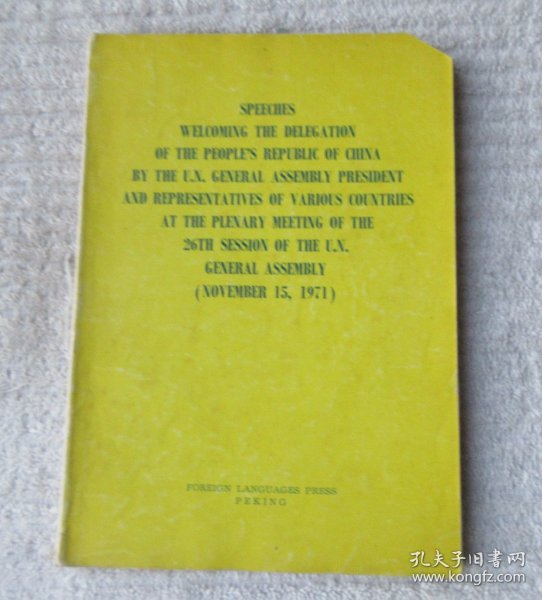 SPEECHES
WELCOMING THE DELEGATION
OF THE PEOPLE'S REPUBLIC OF CHINA
BY THE U.N. GENERAL ASSEMBLY PRESIDENT
AND REPRESENTATIVES OF VARIOUS COUNTRIES
AT THE PLENARY MEETING OF THE
26TH SESSION OF THE U.N.
GENERAL ASSEMBLY
(NOVEMBER 15, 1971)
FOREIGN LANGUAGES PRESS
PEKING
孔夫子旧书网
www.kongfz.com